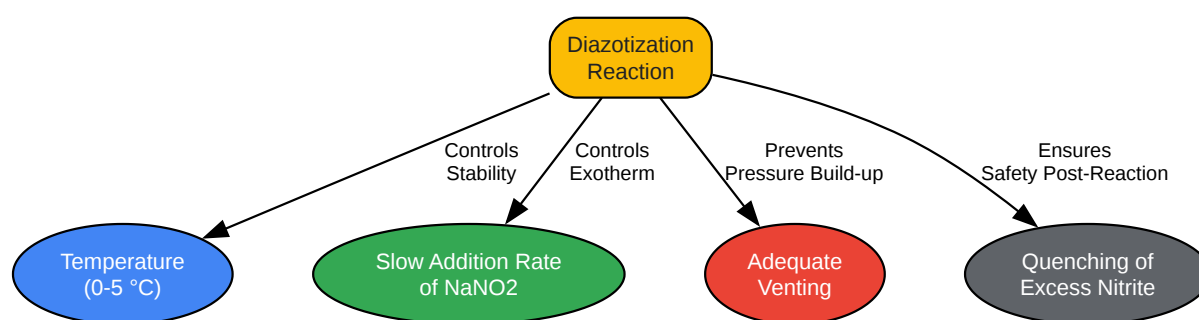 Diazotization
Reaction
Controls
Stability
Controls
Exotherm
Prevents
Pressure Build-up
Ensures
Safety Post-Reaction
Temperature
(0-5 °C)
Slow Addition Rate
of NaNO2
Adequate
Venting
Quenching of
Excess Nitrite